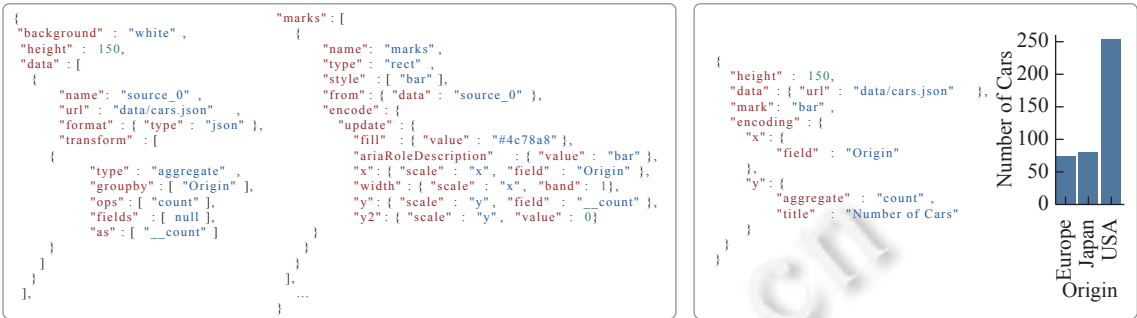 {
"background" : "white" ,
"height" : 150,
"data" : [
{
"name": "source_0" ,
"url" : "data/cars.json" ,
"format" : { "type" : "json" },
"transform" : [
{
"type" : "aggregate" ,
"groupby" : [ "Origin" ],
"ops" : [ "count" ],
"fields" : [ null ],
"as" : [ "__count" ]
}
]
}
],
"marks" : [
{
"name": "marks" ,
"type" : "rect" ,
"style" : [ "bar" ],
"from" : { "data" : "source_0" },
"encode" : {
"update" : {
"fill" : { "value" : "#4c78a8" },
"ariaRoleDescription" : { "value" : "bar" },
"x" : { "scale" : "x", "field" : "Origin" },
"width" : { "scale" : "x", "band" : 1},
"y" : { "scale" : "y", "field" : "__count" },
"y2" : { "scale" : "y", "value" : 0}
}
}
}
],
...
}
{
"height" : 150,
"data" : { "url" : "data/cars.json" },
"mark": "bar" ,
"encoding" : {
"x" : {
"field" : "Origin"
},
"y" : {
"aggregate" : "count" ,
"title" : "Number of Cars"
}
}
}
Number of Cars
250
200
150
100
50
0
Europe
Japan
USA
Origin
cn